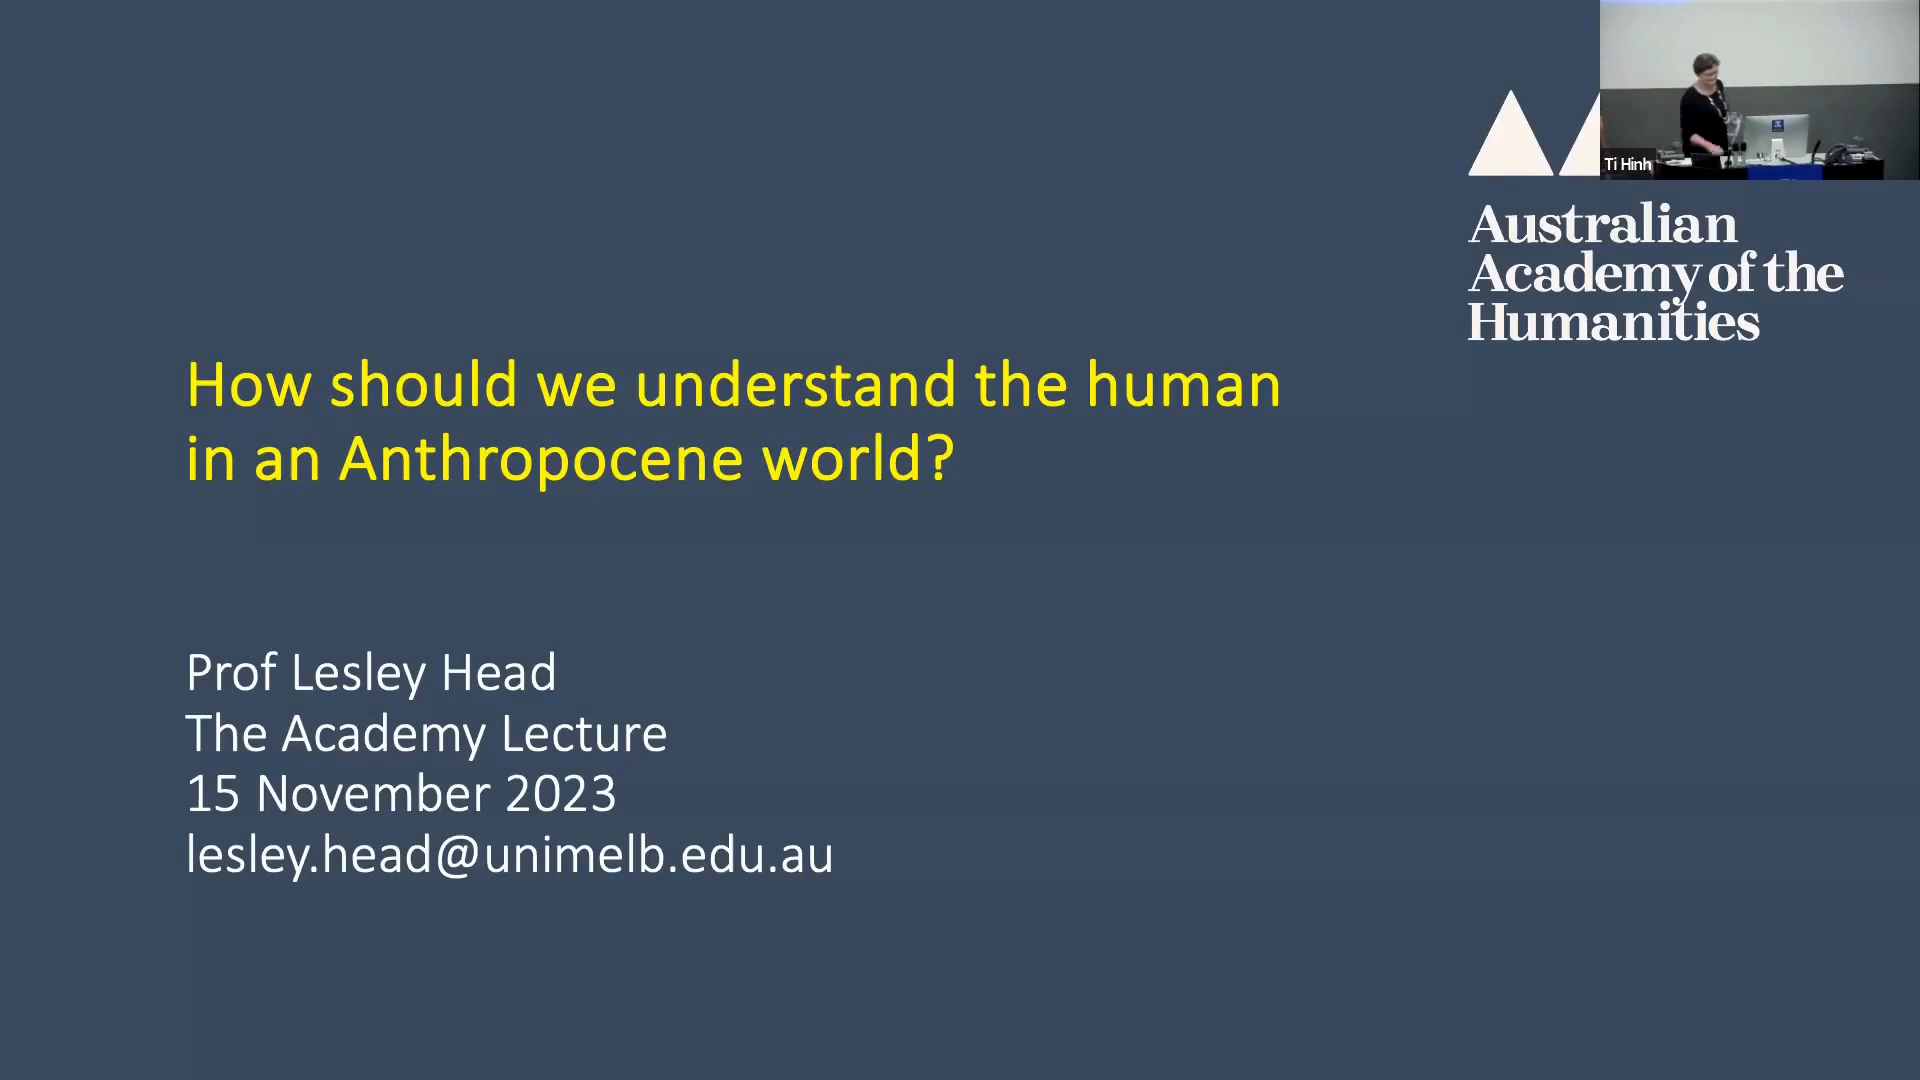 Ti Hinh
Australian
Academy of the
Humanities
How should we understand the human
in an Anthropocene world?
Prof Lesley Head
The Academy Lecture
15 November 2023
lesley.head@unimelb.edu.au